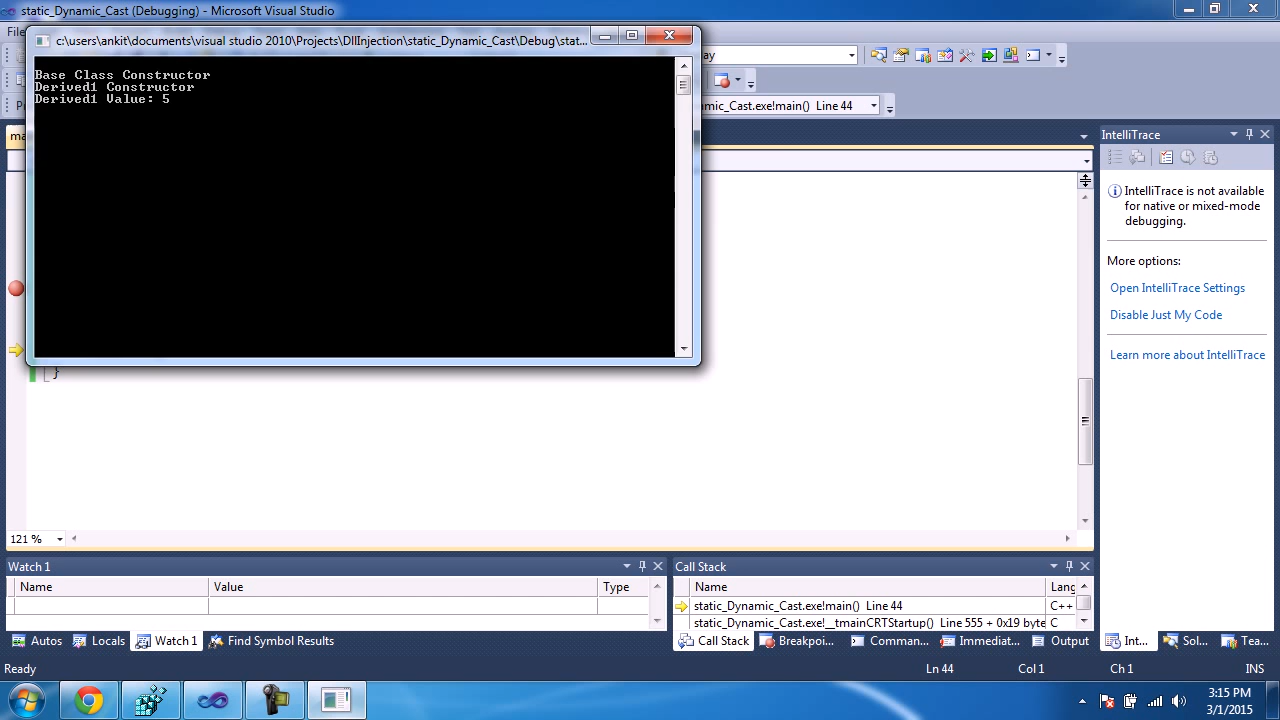 static_Dynamic_Cast (Debugging) - Microsoft Visual Studio
File
c:\users\ankit\documents\visual studio 2010\Projects\DllInjection\static_Dynamic_Cast\Debug\stat...
Base Class Constructor
Derived1 Constructor
Derived1 Value: 5
}
IntelliTrace
IntelliTrace is not available
for native or mixed-mode
debugging.
More options:
Open IntelliTrace Settings
Disable Just My Code
Learn more about IntelliTrace
121 %
Watch 1
Name Value Type
Call Stack
Name Lang
static_Dynamic_Cast.exe!main() Line 44 C++
static_Dynamic_Cast.exe!__tmainCRTStartup() Line 555 + 0x19 byte C
Autos Locals Watch 1 Find Symbol Results
Call Stack Breakpoi... Comman... Immediat... Output
Int... Sol... Tea...
Ready Ln 44 Col 1 Ch 1 INS
3:15 PM
3/1/2015